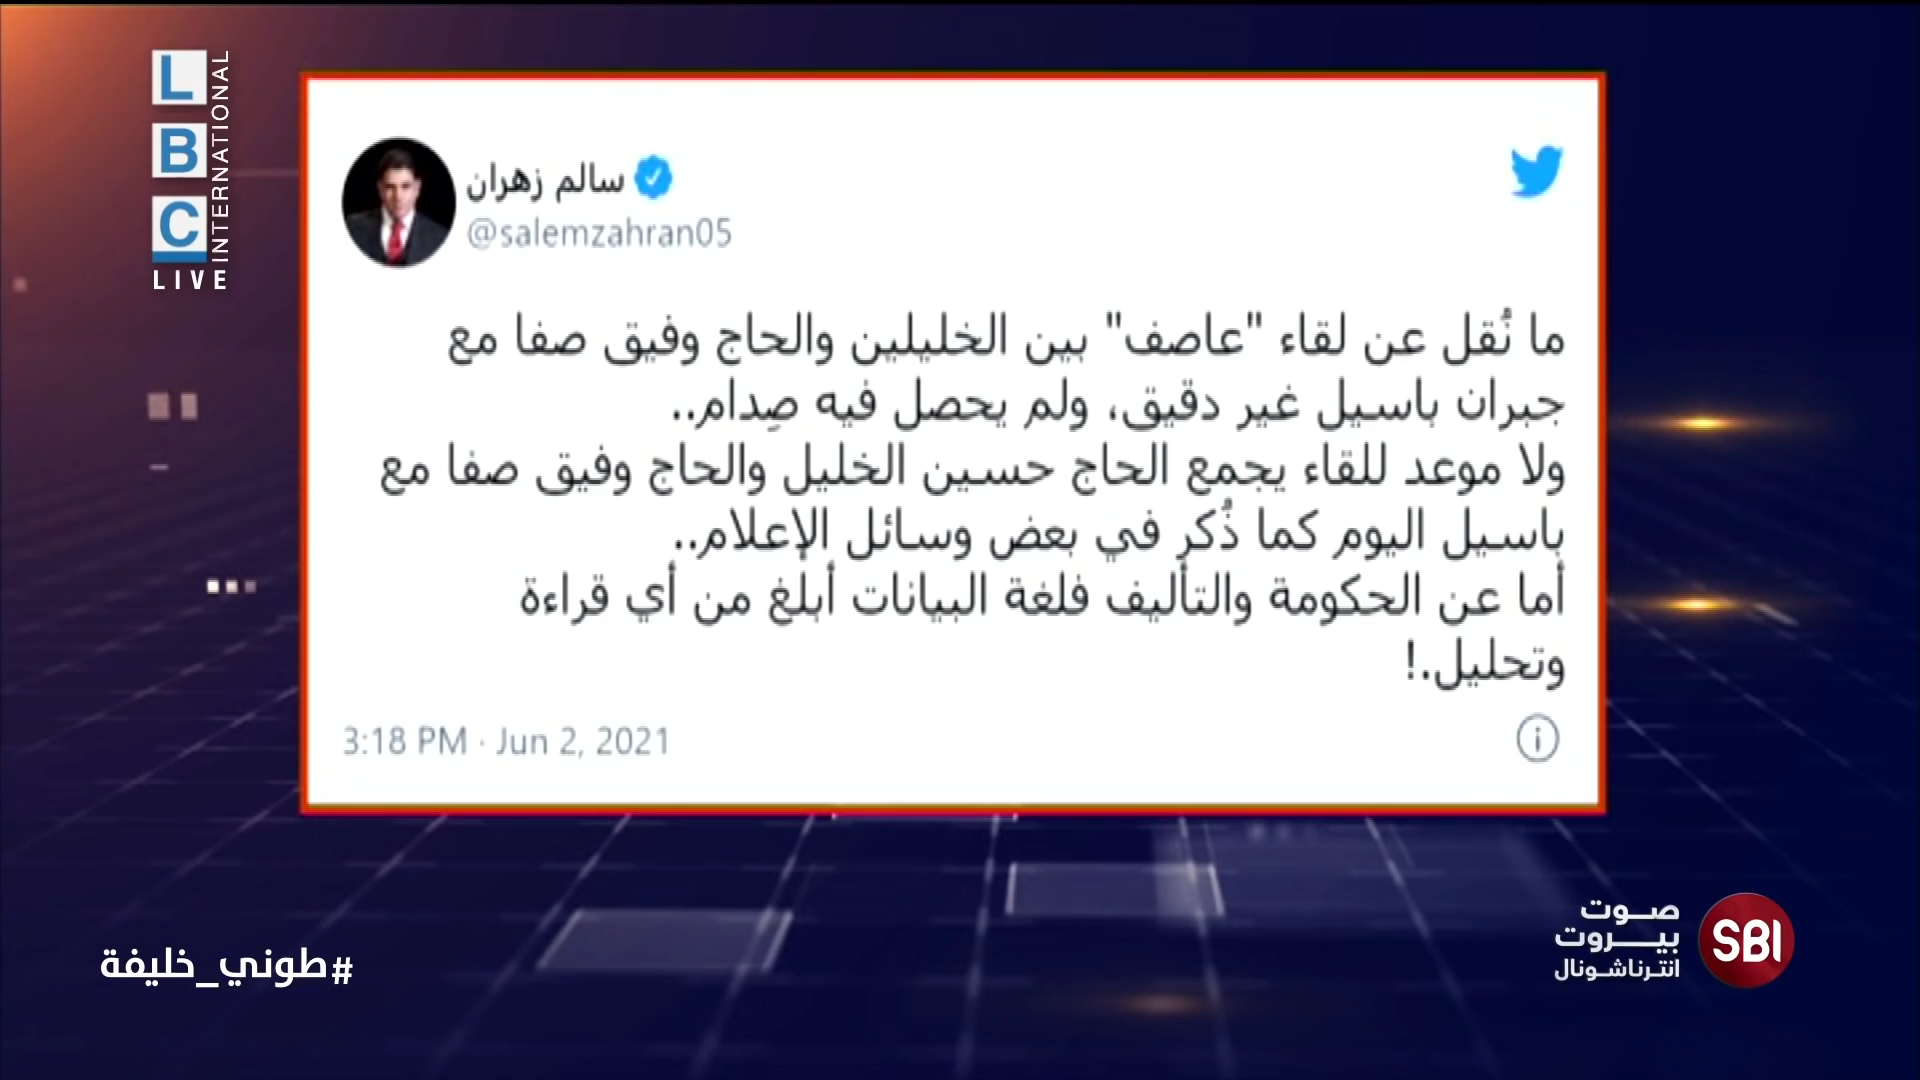 L
B
C
INTERNATIONAL
LIVE
سالم زهران
@salemzahran05
ما نُقل عن لقاء "عاصف" بين الخليلين والحاج وفيق صفا مع
جبران باسيل غير دقيق، ولم يحصل فيه صِدام..
ولا موعد للقاء يجمع الحاج حسين الخليل والحاج وفيق صفا مع
باسيل اليوم كما ذُكر في بعض وسائل الإعلام..
أما عن الحكومة والتأليف فلغة البيانات أبلغ من أي قراءة
وتحليل.!
3:18 PM · Jun 2, 2021
#طوني_خليفة
صوت
بيروت
انترناشونال
SBI